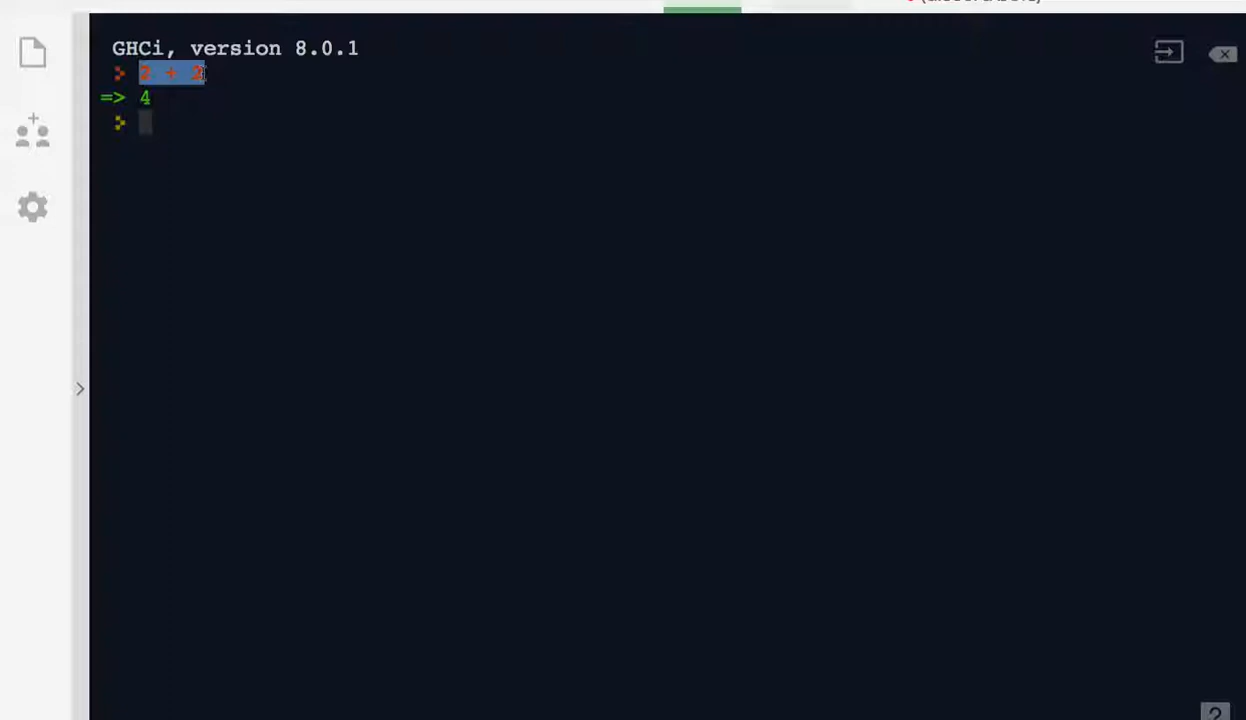 GHCi, version 8.0.1
> 2 + 2
=> 4
>
?